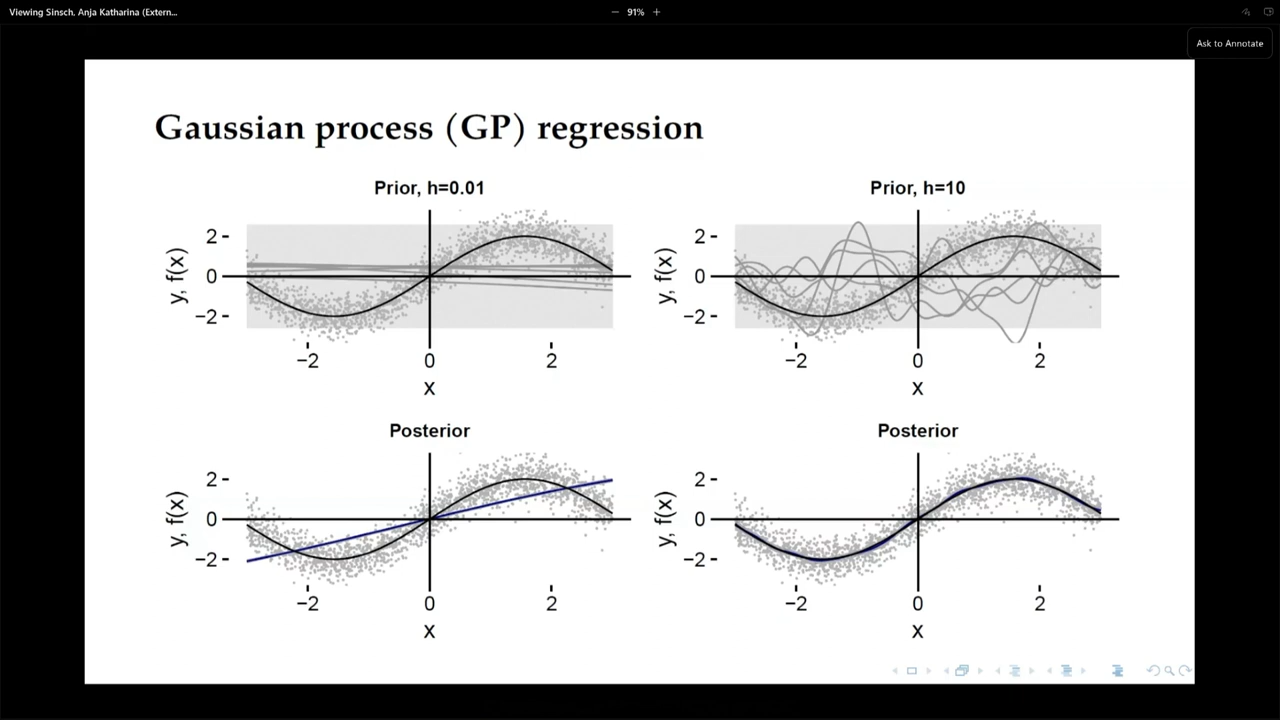 Viewing Sinsch, Anja Katharina (Extern...
− 91% +
Ask to Annotate
Gaussian process (GP) regression
Prior, h=0.01
Prior, h=10
y, f(x)
2
0
−2
−2 0 2
x
y, f(x)
2
0
−2
−2 0 2
x
Posterior
Posterior
y, f(x)
2
0
−2
−2 0 2
x
y, f(x)
2
0
−2
−2 0 2
x